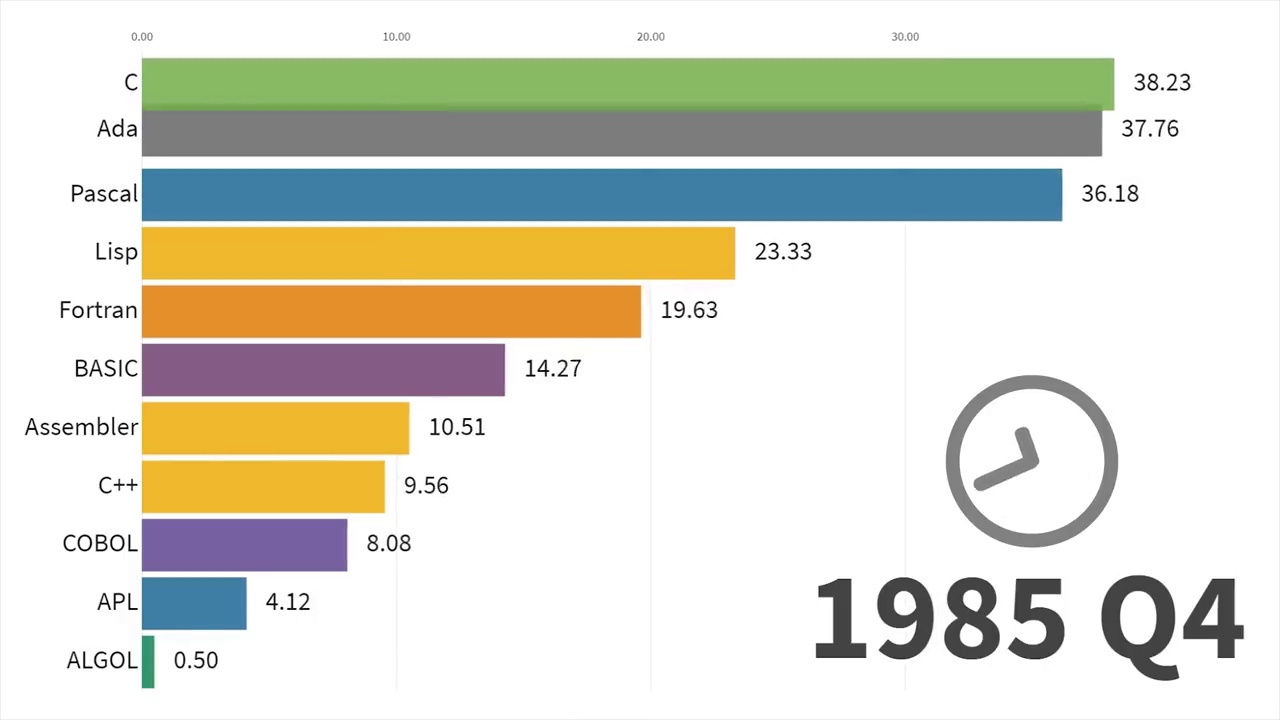 0.00 10.00 20.00 30.00
C 38.23
Ada 37.76
Pascal 36.18
Lisp 23.33
Fortran 19.63
BASIC 14.27
Assembler 10.51
C++ 9.56
COBOL 8.08
APL 4.12
ALGOL 0.50
1985 Q4